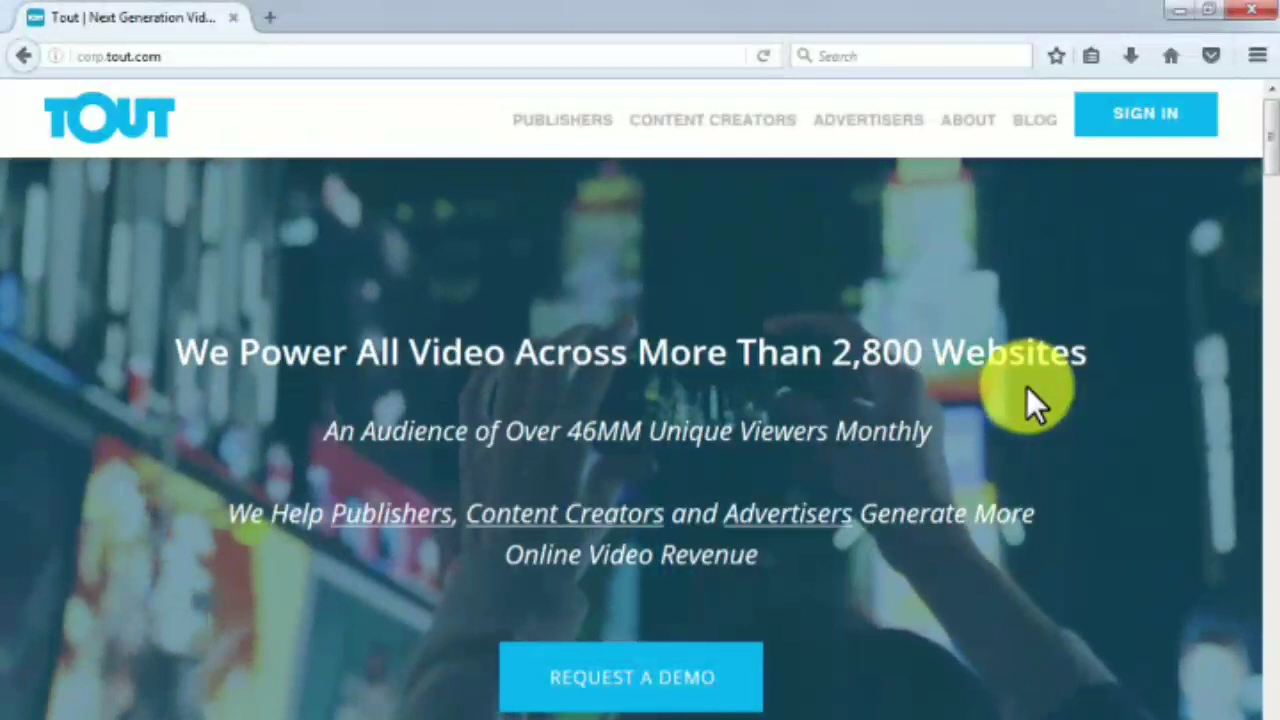 Tout | Next Generation Vid...
corp.tout.com
Search
TOUT
PUBLISHERS CONTENT CREATORS ADVERTISERS ABOUT BLOG SIGN IN
We Power All Video Across More Than 2,800 Websites
An Audience of Over 46MM Unique Viewers Monthly
We Help Publishers, Content Creators and Advertisers Generate More
Online Video Revenue
REQUEST A DEMO